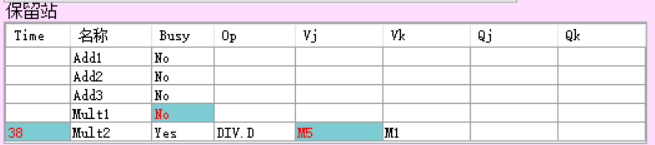 保留站
Time 名称 Busy Op Vj Vk Qj Qk
Add1 No
Add2 No
Add3 No
Mult1 No
38 Mult2 Yes DIV.D M5 M1